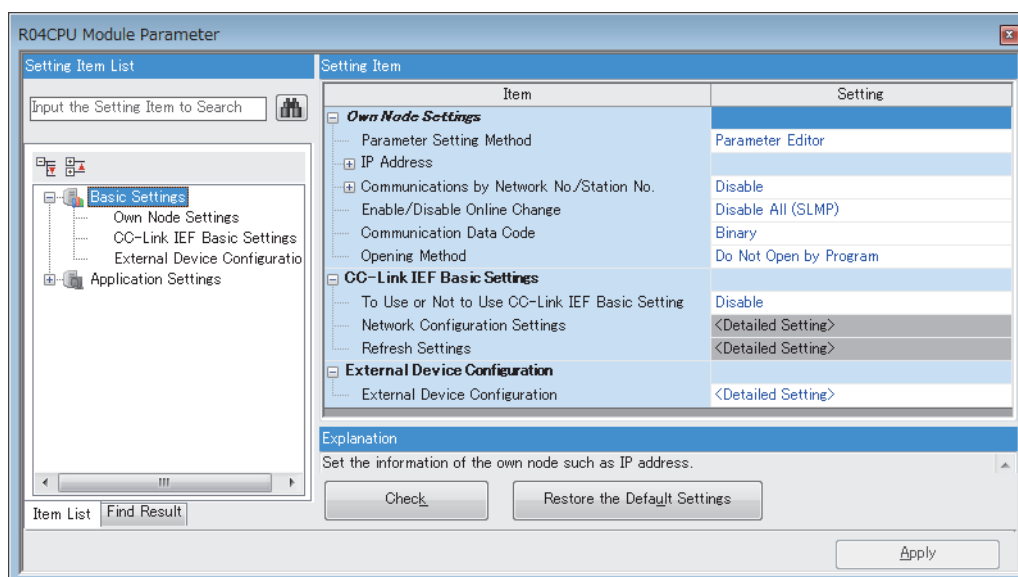 R04CPU Module Parameter
Setting Item List
Input the Setting Item to Search
Basic Settings
Own Node Settings
CC-Link IEF Basic Settings
External Device Configuratio
Application Settings
Item List
Find Result
Setting Item
Item Setting
Own Node Settings
Parameter Setting Method Parameter Editor
IP Address
Communications by Network No./Station No. Disable
Enable/Disable Online Change Disable All (SLMP)
Communication Data Code Binary
Opening Method Do Not Open by Program
CC-Link IEF Basic Settings
To Use or Not to Use CC-Link IEF Basic Setting Disable
Network Configuration Settings <Detailed Setting>
Refresh Settings <Detailed Setting>
External Device Configuration
External Device Configuration <Detailed Setting>
Explanation
Set the information of the own node such as IP address.
Check
Restore the Default Settings
Apply